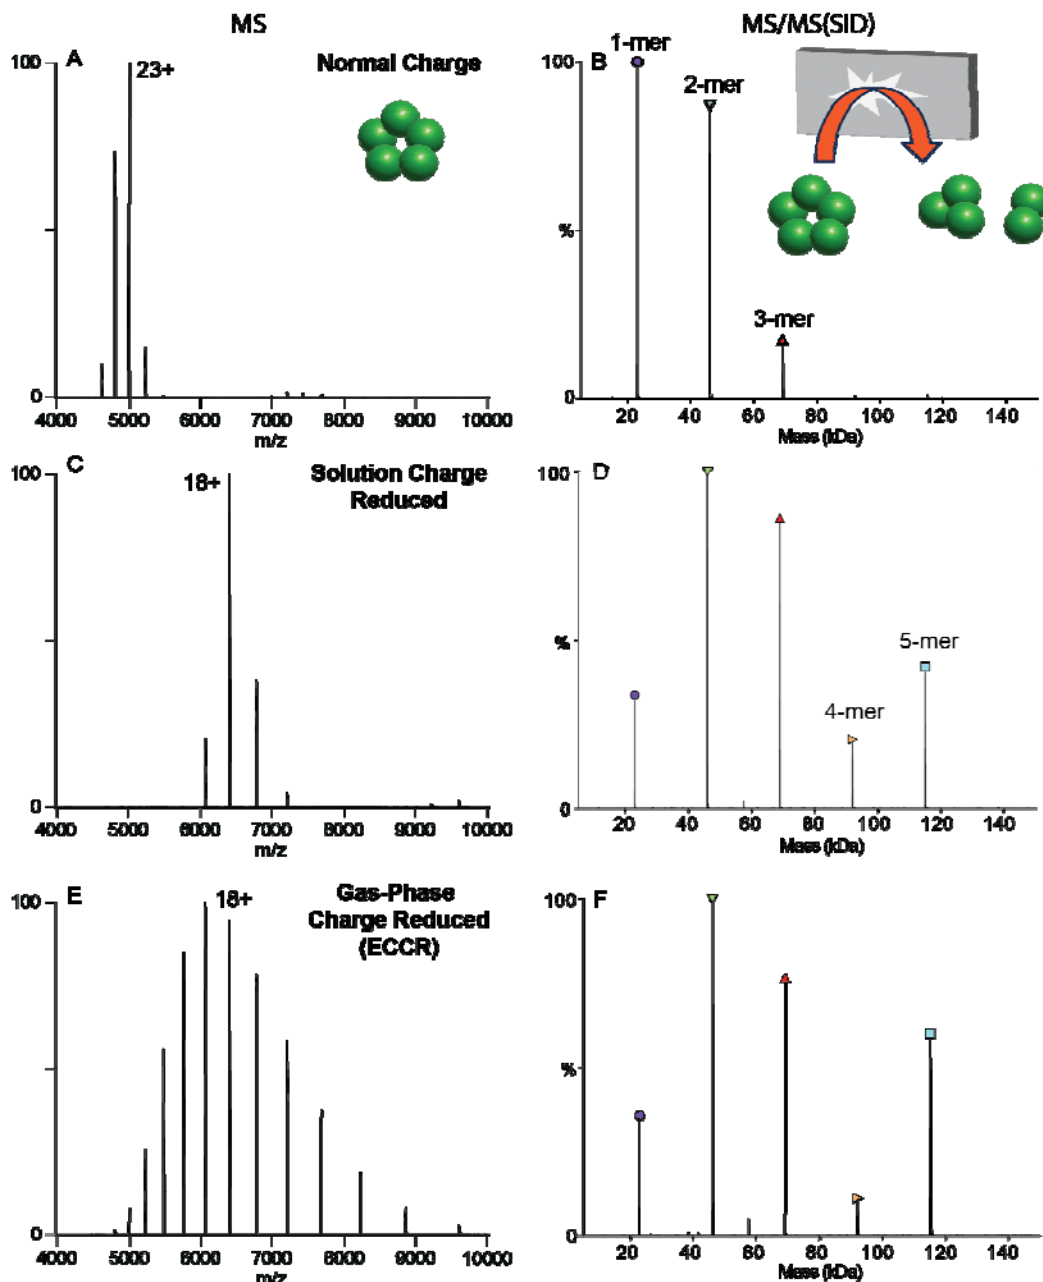 MS
MS/MS(SID)
A
100
23+
Normal Charge
0
4000 5000 6000 7000 8000 9000 10000
m/z
B
100
1-mer
2-mer
3-mer
%
0
20 40 60 80 100 120 140
Mass (kDa)
C
100
18+
Solution Charge
Reduced
0
4000 5000 6000 7000 8000 9000 10000
m/z
D
100
%
5-mer
4-mer
0
20 40 60 80 100 120 140
Mass (kDa)
E
100
18+
Gas-Phase
Charge Reduced
(ECCR)
0
4000 5000 6000 7000 8000 9000 10000
m/z
F
100
%
0
20 40 60 80 100 120 140
Mass (kDa)